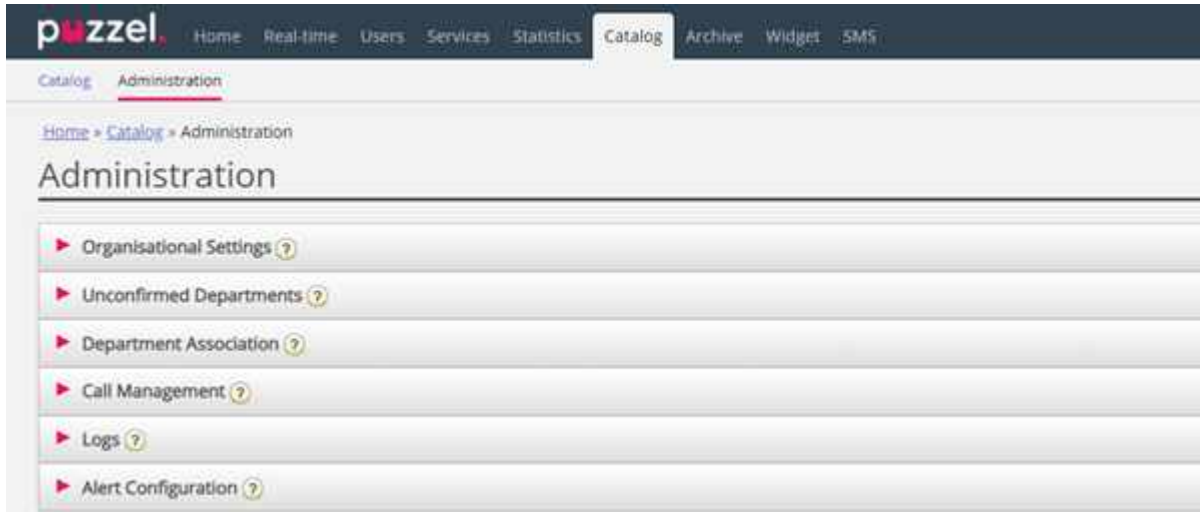 puzzel. Home Real-time Users Services Statistics Catalog Archive Widget SMS
Catalog Administration
Home » Catalog » Administration
Administration
Organisational Settings ?
Unconfirmed Departments ?
Department Association ?
Call Management ?
Logs ?
Alert Configuration ?